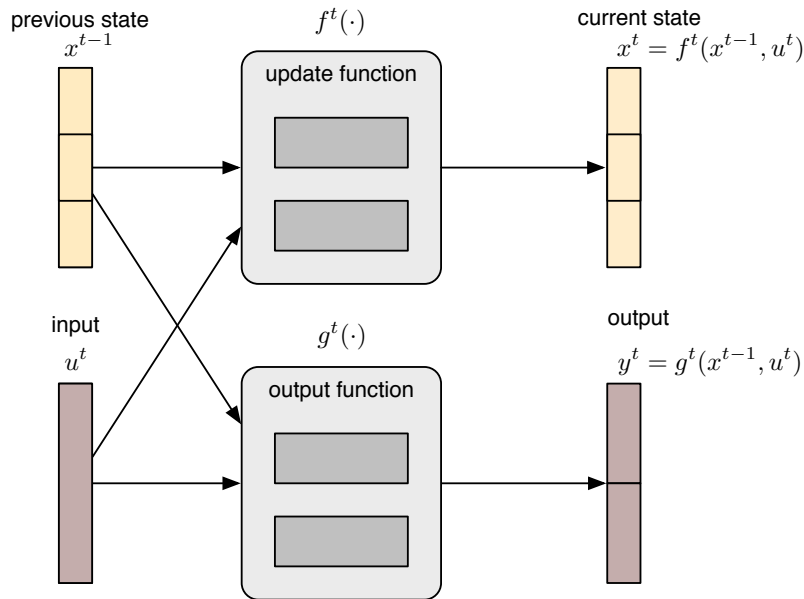 previous state
x^{t-1}
f^t(·)
update function
current state
x^t = f^t(x^{t-1}, u^t)
input
u^t
g^t(·)
output function
output
y^t = g^t(x^{t-1}, u^t)